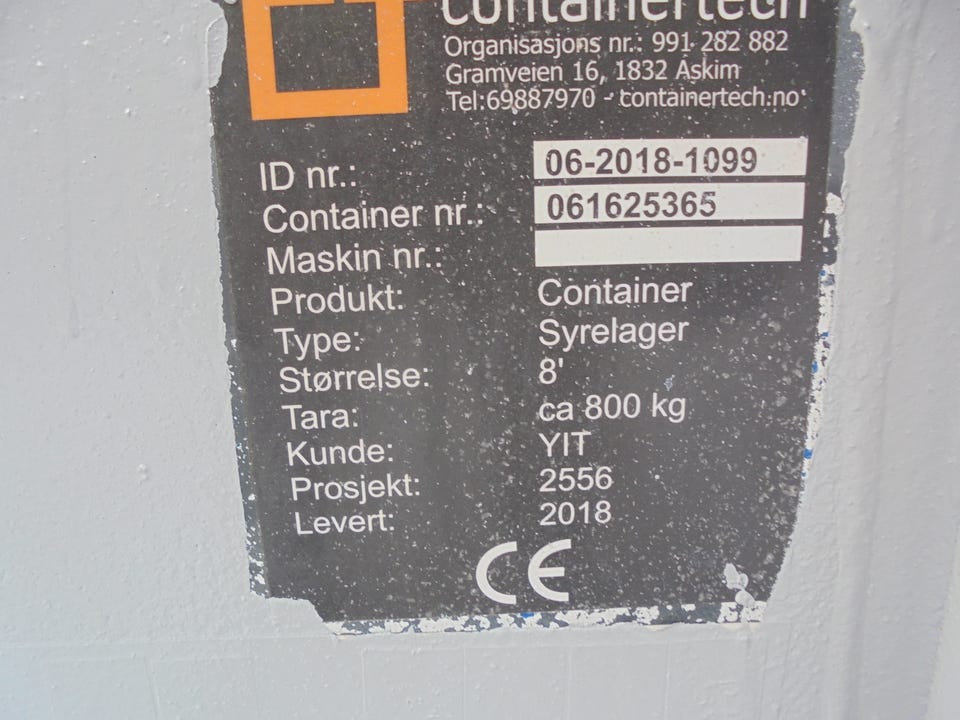 containertech
Organisasjons nr.: 991 282 882
Gramveien 16, 1832 Askim
Tel:69887970 - containertech.no
ID nr.: 06-2018-1099
Container nr.: 061625365
Maskin nr.:
Produkt: Container
Type: Syrelager
Størrelse: 8'
Tara: ca 800 kg
Kunde: YIT
Prosjekt: 2556
Levert: 2018
CE